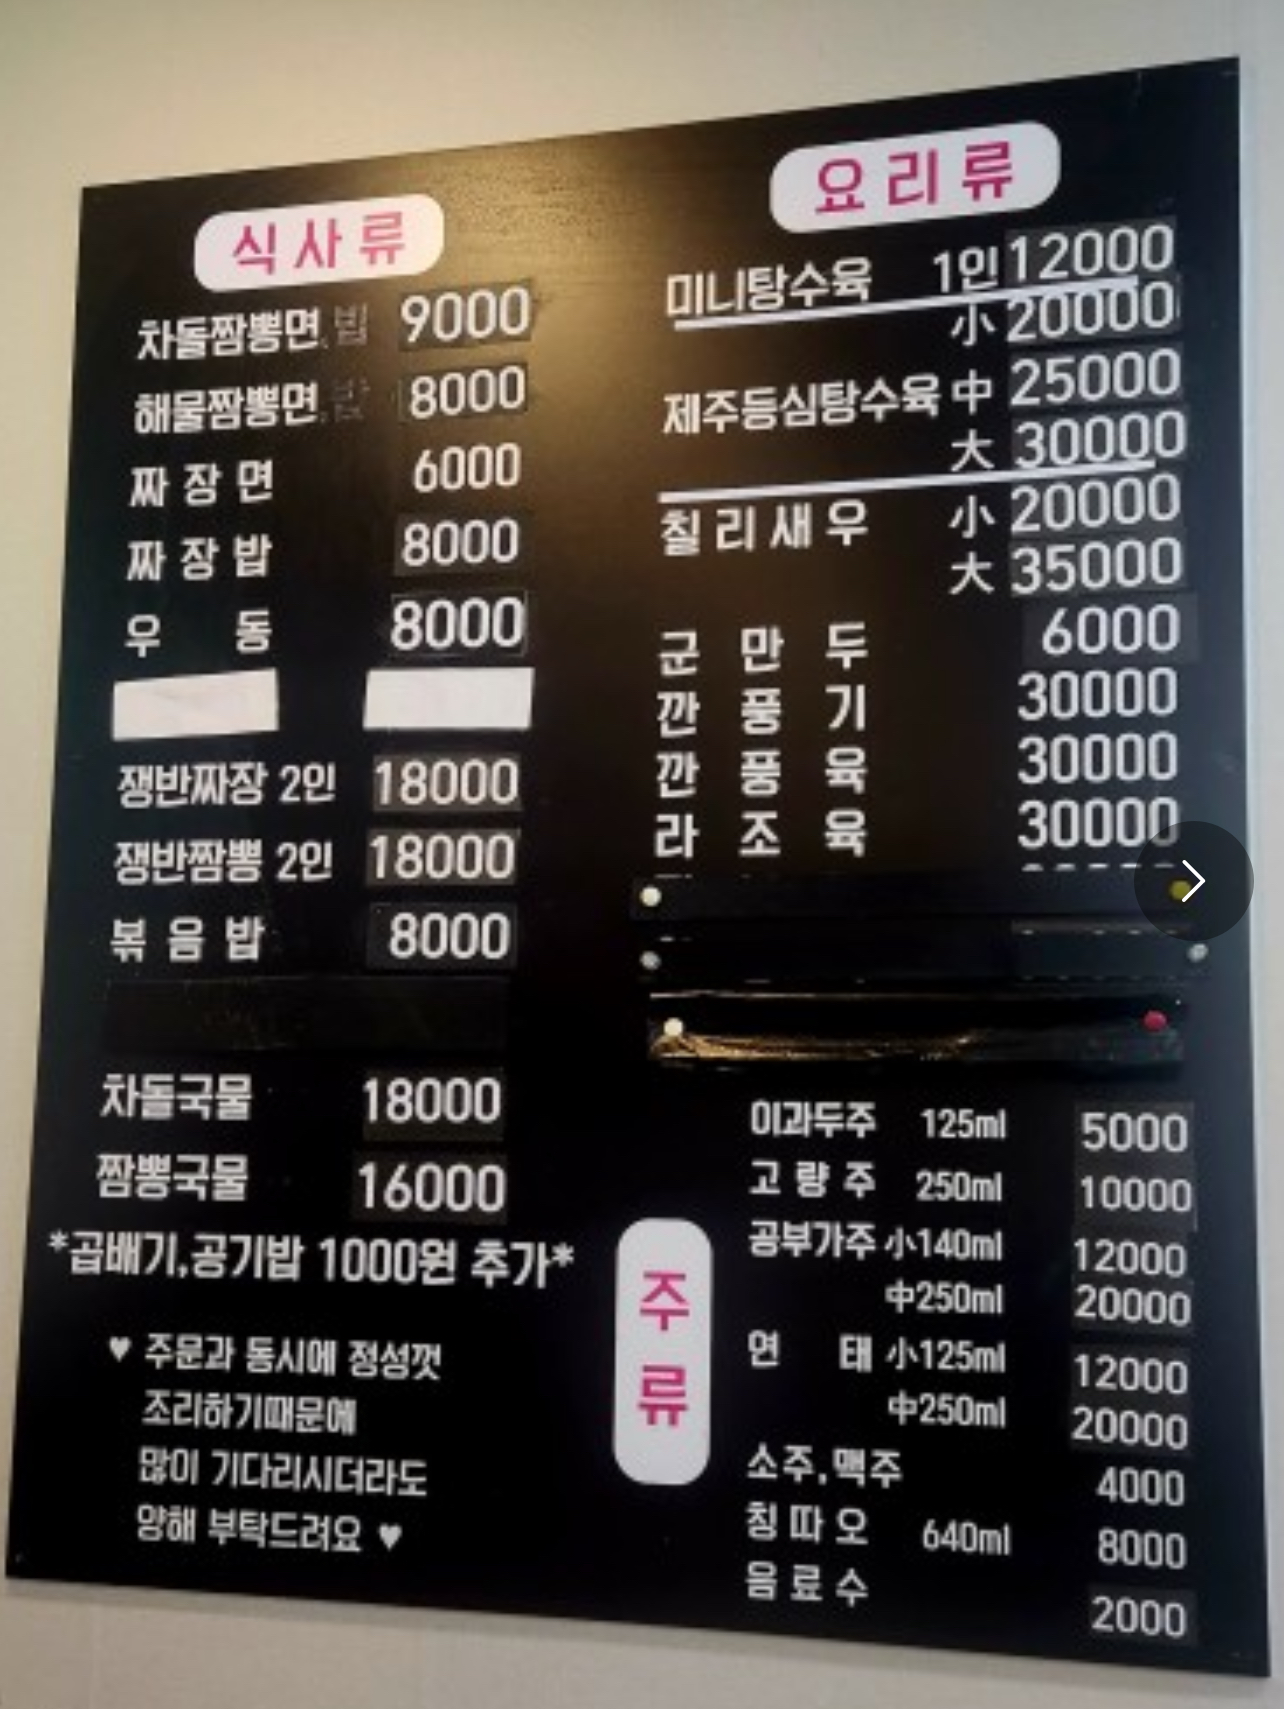 식사류
차돌짬뽕면 9000
해물짬뽕면 8000
짜장면 6000
짜장밥 8000
우동 8000
쟁반짜장 2인 18000
쟁반짬뽕 2인 18000
볶음밥 8000
차돌국물 18000
짬뽕국물 16000
*곱배기,공기밥 1000원 추가*
♥ 주문과 동시에 정성껏
조리하기때문에
많이 기다리시더라도
양해 부탁드려요 ♥
요리류
미니탕수육 1인 12000
小 20000
제주등심탕수육 中 25000
大 30000
칠리새우 小 20000
大 35000
군만두 6000
깐풍기 30000
깐풍육 30000
라조육 30000
주류
이과두주 125ml 5000
고량주 250ml 10000
공부가주 小140ml 12000
中250ml 20000
연태 小125ml 12000
中250ml 20000
소주,맥주 4000
칭따오 640ml 8000
음료수 2000